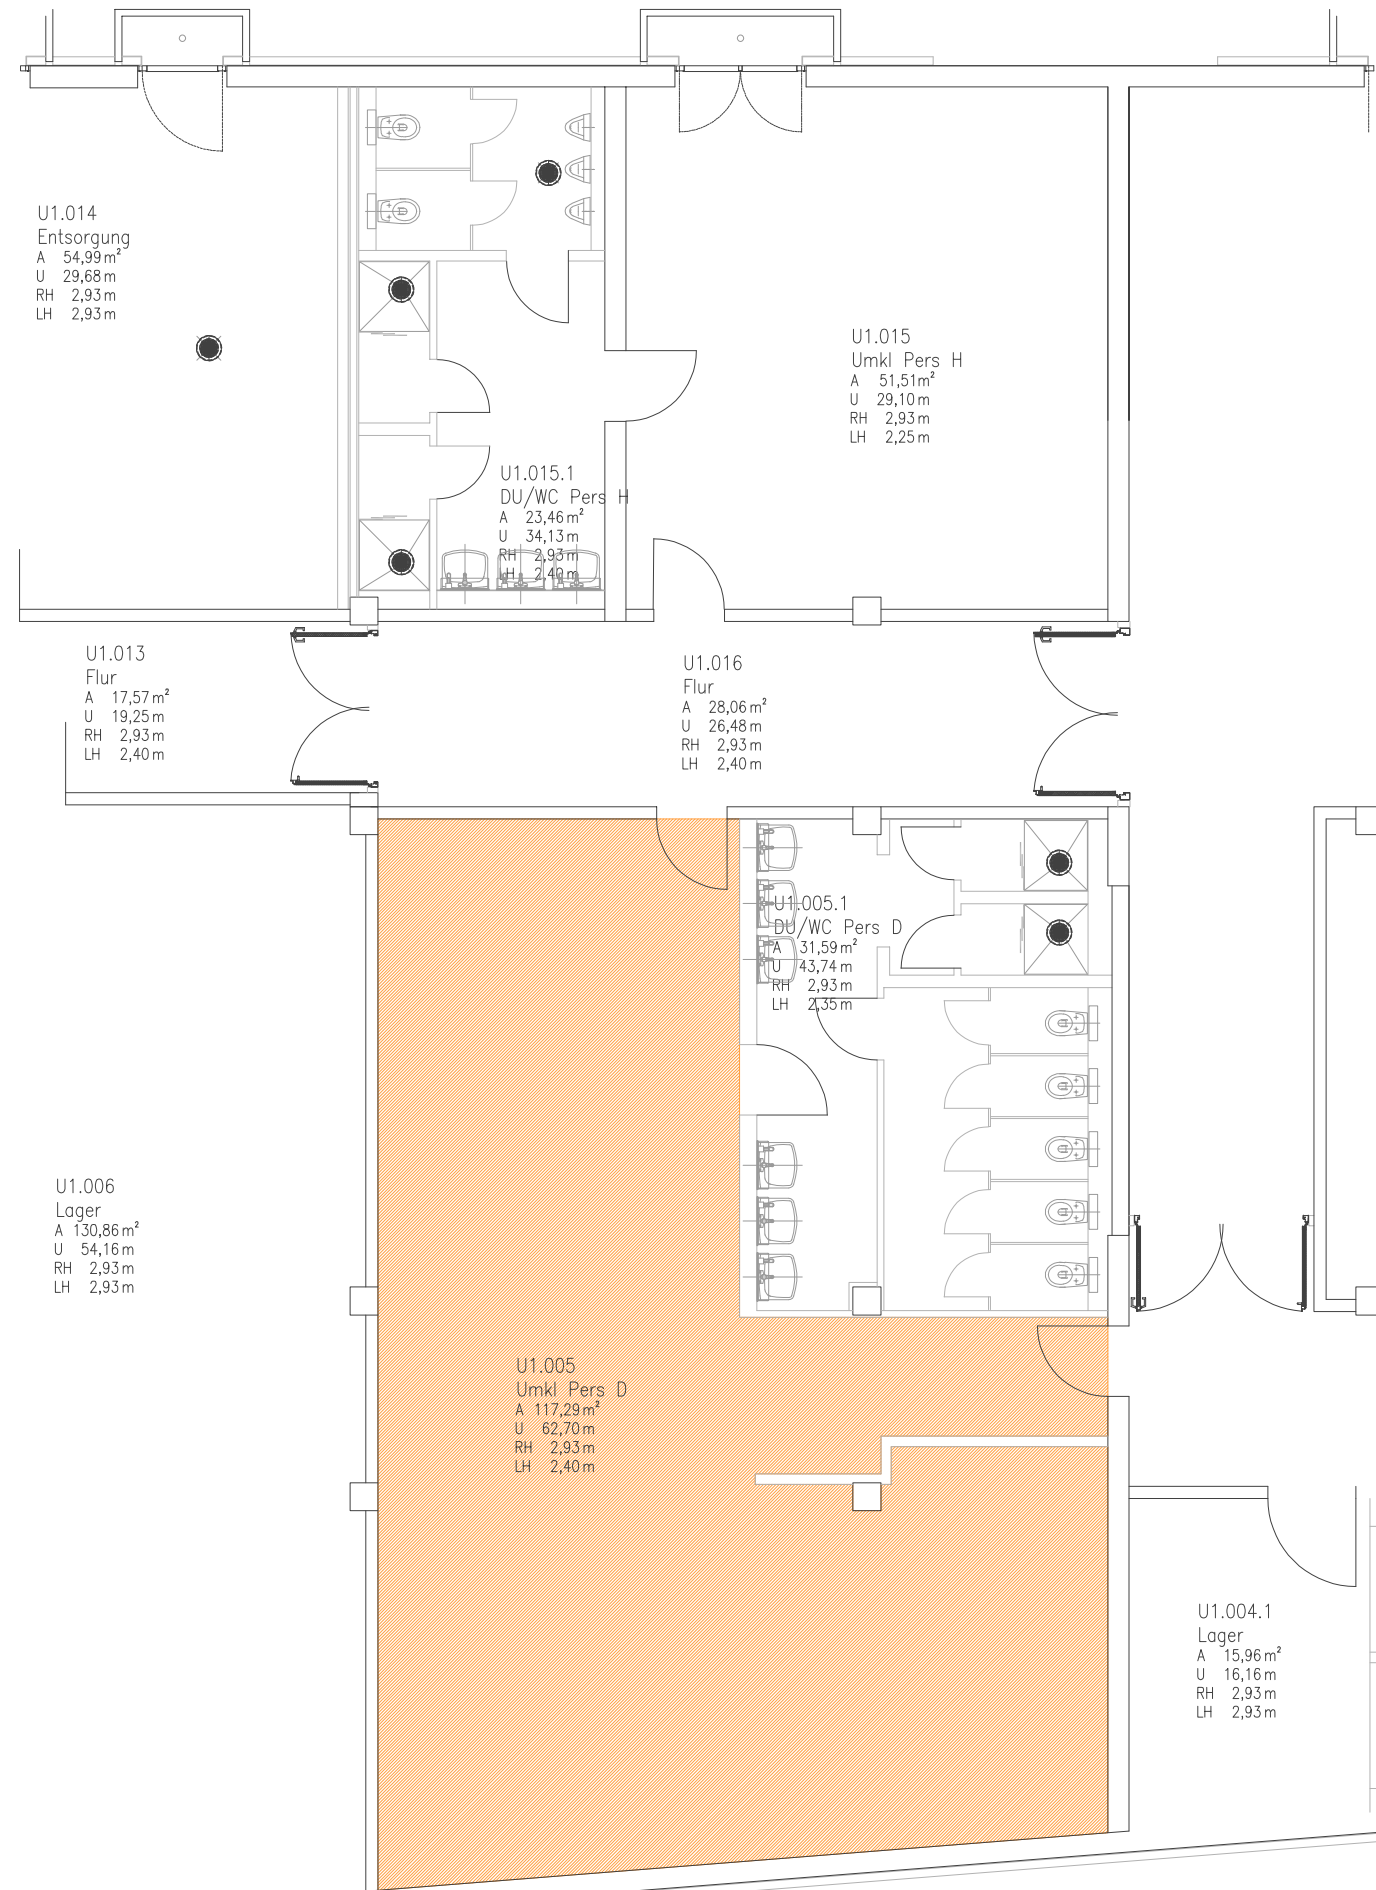 U1.014
Entsorgung
A 54,99 m²
U 29,68 m
RH 2,93 m
LH 2,93 m
U1.015
Umkl Pers H
A 51,51 m²
U 29,10 m
RH 2,93 m
LH 2,25 m
U1.015.1
DU/WC Pers H
A 23,46 m²
U 34,13 m
RH 2,93 m
LH 2,40 m
U1.013
Flur
A 17,57 m²
U 19,25 m
RH 2,93 m
LH 2,40 m
U1.016
Flur
A 28,06 m²
U 26,48 m
RH 2,93 m
LH 2,40 m
U1.005.1
DU/WC Pers D
A 31,59 m²
U 43,74 m
RH 2,93 m
LH 2,35 m
U1.006
Lager
A 130,86 m²
U 54,16 m
RH 2,93 m
LH 2,93 m
U1.005
Umkl Pers D
A 117,29 m²
U 62,70 m
RH 2,93 m
LH 2,40 m
U1.004.1
Lager
A 15,96 m²
U 16,16 m
RH 2,93 m
LH 2,93 m